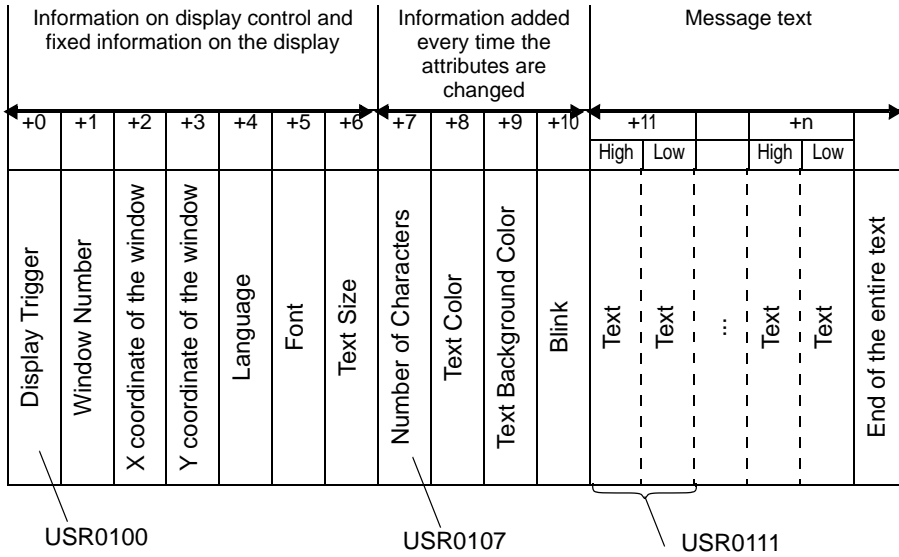 Information on display control and
fixed information on the display
Information added
every time the
attributes are
changed
Message text
+0 +1 +2 +3 +4 +5 +6 +7 +8 +9 +10 +11 +n
High Low High Low
Display Trigger
Window Number
X coordinate of the window
Y coordinate of the window
Language
Font
Text Size
Number of Characters
Text Color
Text Background Color
Blink
Text
Text
...
Text
Text
End of the entire text
USR0100
USR0107
USR0111